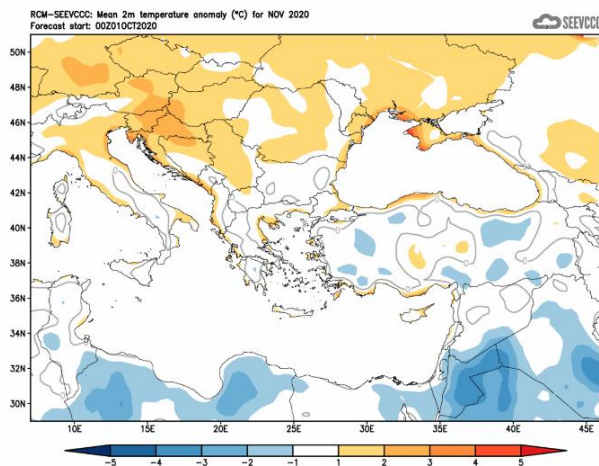 RCM-SEEVCCC: Mean 2m temperature anomaly (°C) for NOV 2020
Forecast start: 00Z01OCT2020
SEEVCCC
50N
48N
46N
44N
42N
40N
38N
36N
34N
32N
30N
10E 15E 20E 25E 30E 35E 40E 45E
-5 -4 -3 -2 -1 1 2 3 4 5